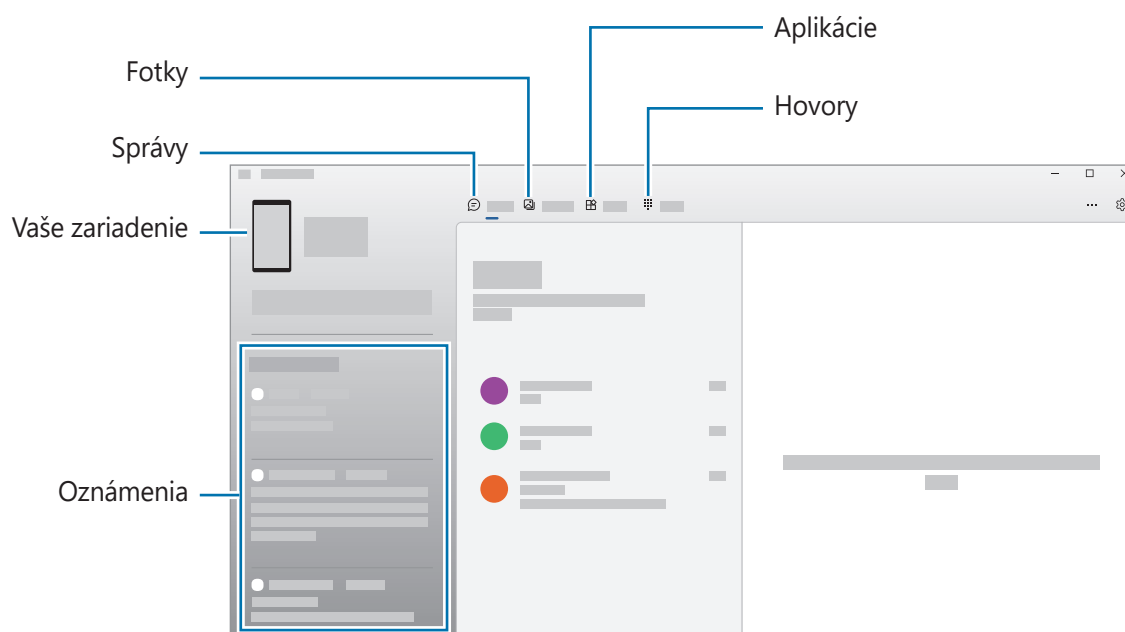 Aplikácie
Fotky
Hovory
Správy
Vaše zariadenie
Oznámenia